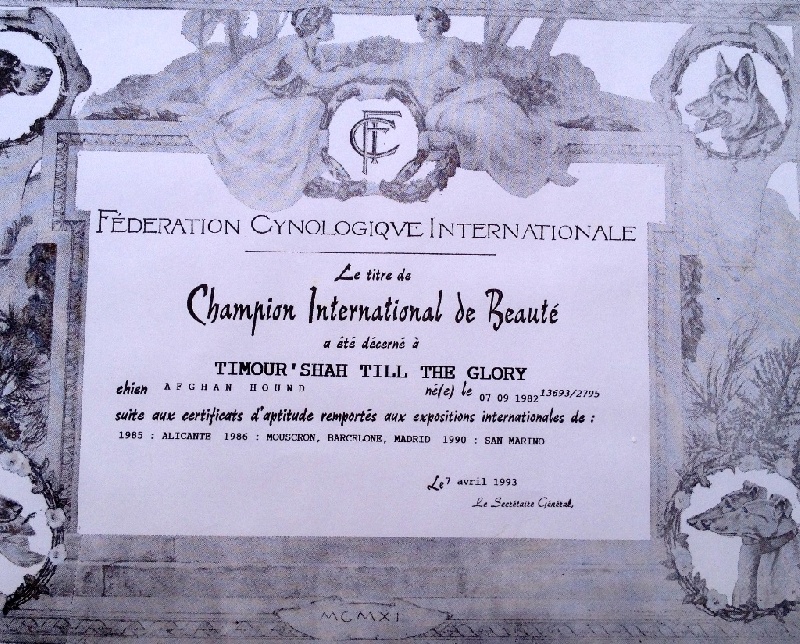 FCI
FÉDERATION CYNOLOGIQVE INTERNATIONALE
Le titre de
Champion International de Beauté
a été décerné à
TIMOUR'SHAH TILL THE GLORY
chien AFGHAN HOUND né(e) le 07 09 1982 13693/2795
suite aux certificats d'aptitude remportés aux expositions internationales de :
1985 : ALICANTE 1986 : MOUSCRON, BARCELONE, MADRID 1990 : SAN MARINO
Le 7 avril 1993
Le Secrétaire Général,
MCMXI